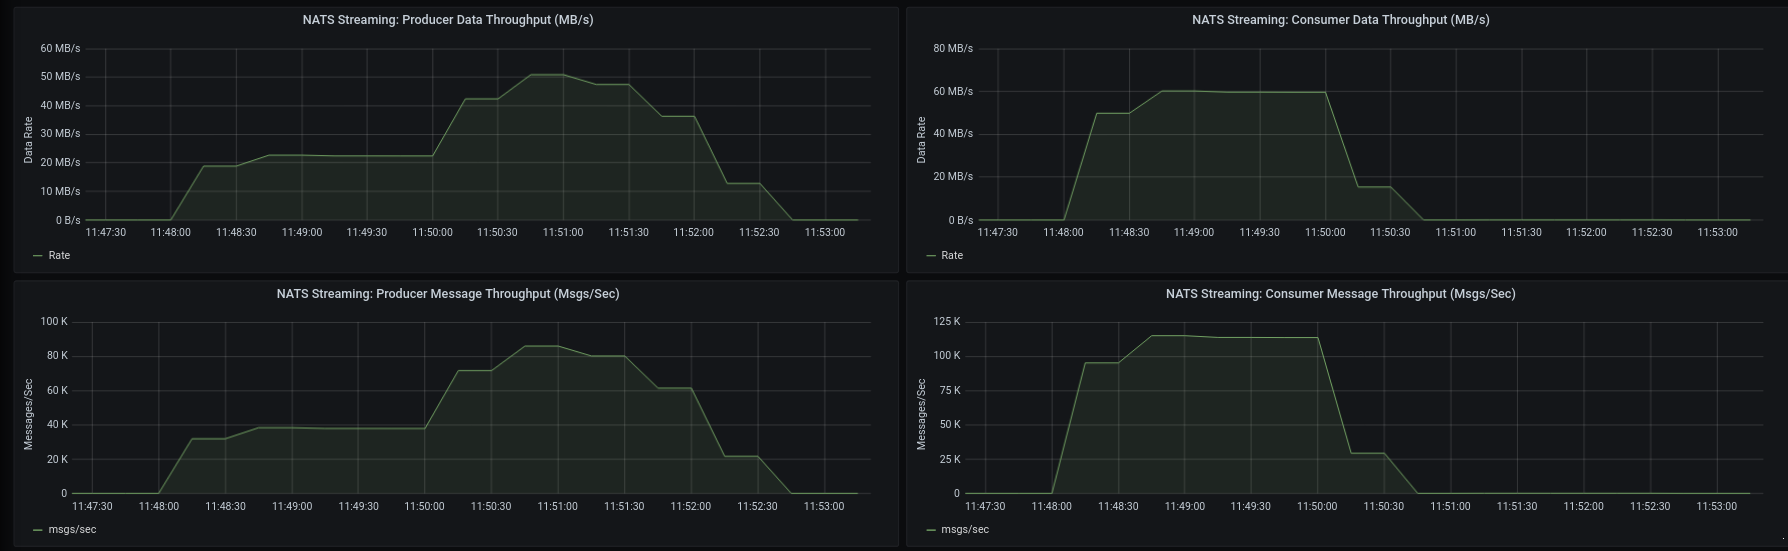 NATS Streaming: Producer Data Throughput (MB/s)
60 MB/s
50 MB/s
40 MB/s
30 MB/s
20 MB/s
10 MB/s
0 B/s
Data Rate
11:47:30 11:48:00 11:48:30 11:49:00 11:49:30 11:50:00 11:50:30 11:51:00 11:51:30 11:52:00 11:52:30 11:53:00
Rate
NATS Streaming: Consumer Data Throughput (MB/s)
80 MB/s
60 MB/s
40 MB/s
20 MB/s
0 B/s
Data Rate
11:47:30 11:48:00 11:48:30 11:49:00 11:49:30 11:50:00 11:50:30 11:51:00 11:51:30 11:52:00 11:52:30 11:53:00
Rate
NATS Streaming: Producer Message Throughput (Msgs/Sec)
100 K
80 K
60 K
40 K
20 K
0
Messages/Sec
11:47:30 11:48:00 11:48:30 11:49:00 11:49:30 11:50:00 11:50:30 11:51:00 11:51:30 11:52:00 11:52:30 11:53:00
msgs/sec
NATS Streaming: Consumer Message Throughput (Msgs/Sec)
125 K
100 K
75 K
50 K
25 K
0
Messages/Sec
11:47:30 11:48:00 11:48:30 11:49:00 11:49:30 11:50:00 11:50:30 11:51:00 11:51:30 11:52:00 11:52:30 11:53:00
msgs/sec